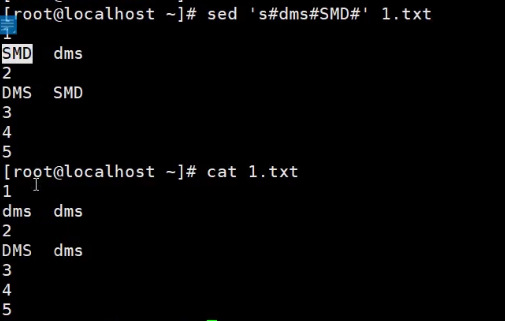 [root@localhost ~]# sed 's#dms#SMD#' 1.txt
1
SMD  dms
2
DMS  SMD
3
4
5
[root@localhost ~]# cat 1.txt
1
dms  dms
2
DMS  dms
3
4
5